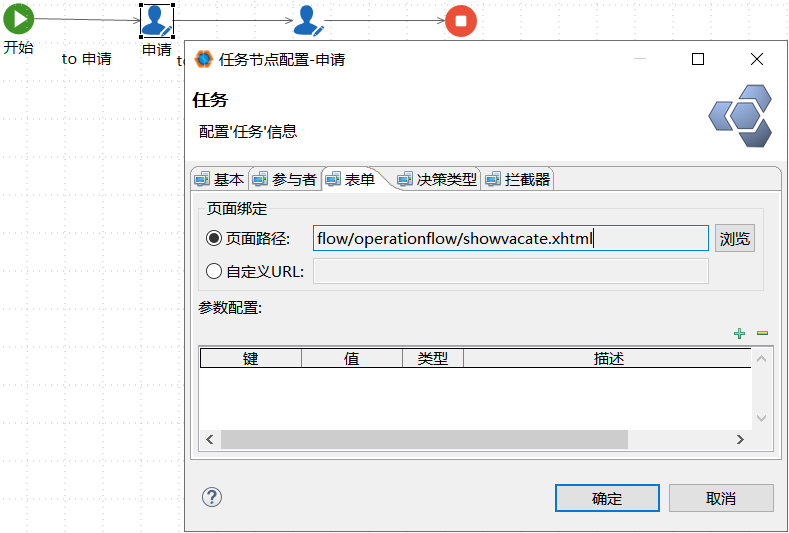 开始
to 申请
申请
to
任务节点配置-申请
任务
配置'任务'信息
基本
参与者
表单
决策类型
拦截器
页面绑定
页面路径:
flow/operationflow/showvacate.xhtml
浏览
自定义URL:
参数配置:
键
值
类型
描述
?
确定
取消